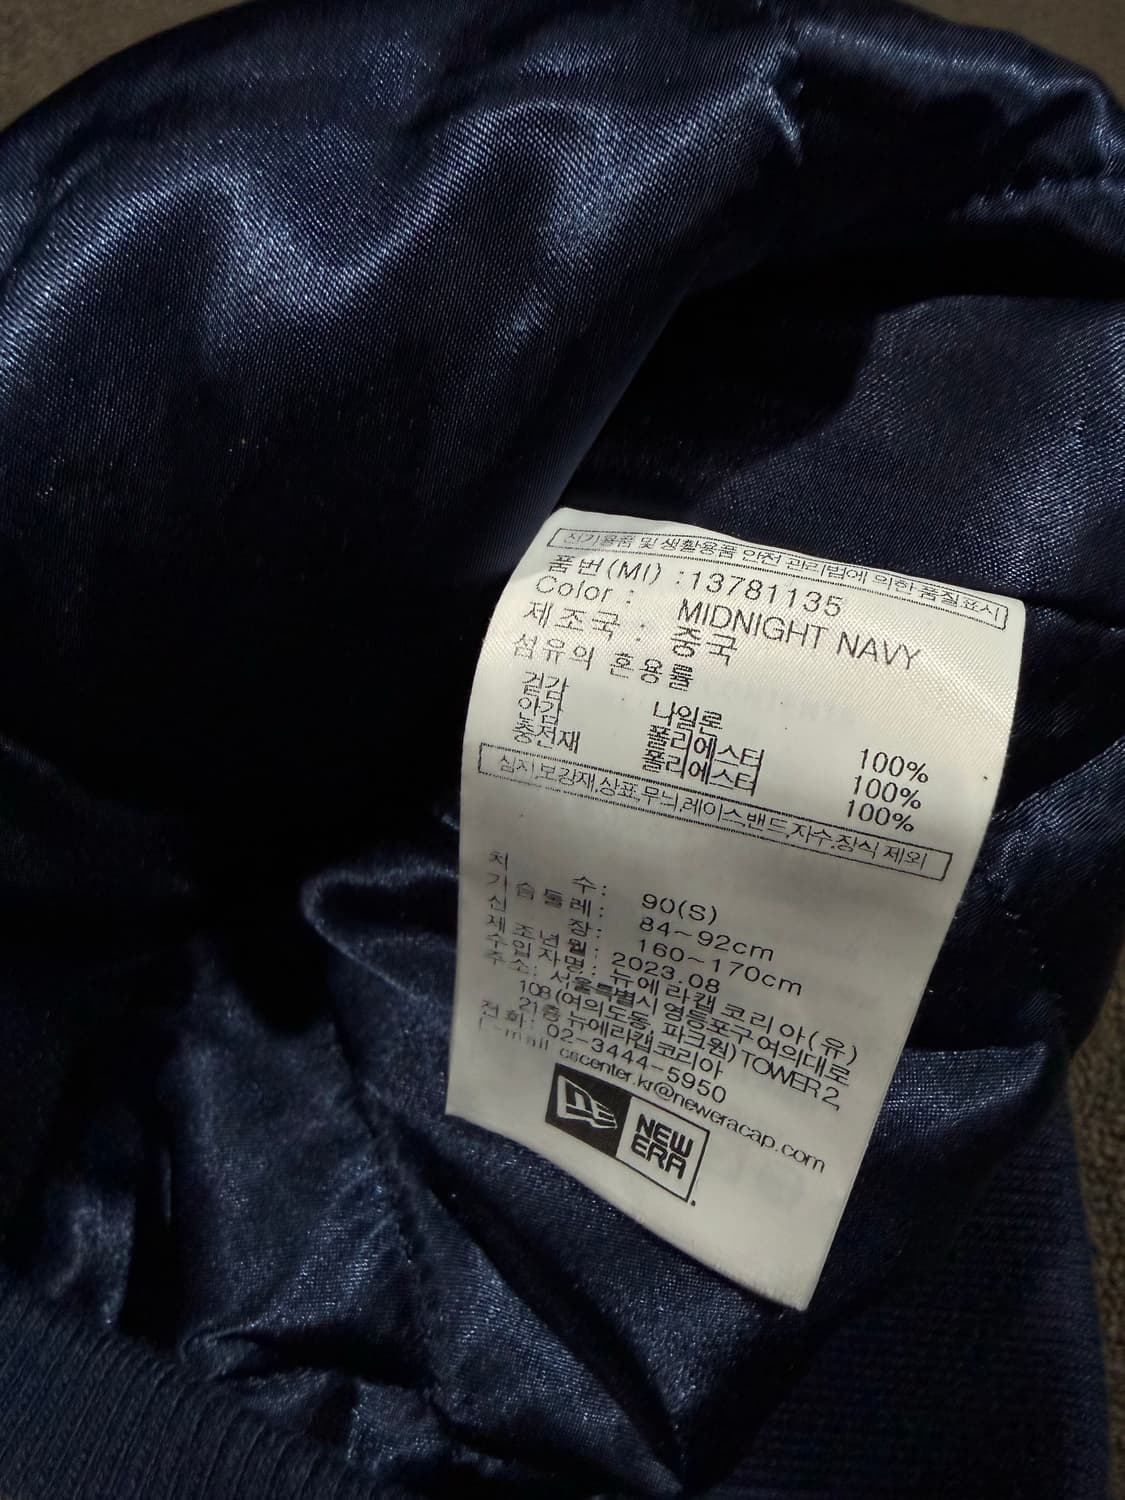 전기용품 및 생활용품 안전 관리법에 의한 품질표시
품번(MI) : 13781135
Color : MIDNIGHT NAVY
제조국 : 중국
섬유의 혼용률
겉감 나일론 100%
안감 폴리에스터 100%
충전재 폴리에스터 100%
심지,보강재,상표,무늬,레이스,밴드,자수,장식 제외
치 수: 90(S)
가슴둘레: 84~92cm
신 장: 160~170cm
제조년월: 2023.08
수입자명: 뉴에라캡코리아(유)
주소: 서울특별시 영등포구 여의대로
108 (여의도동, 파크원) TOWER 2,
21층 뉴에라캡코리아
전화: 02-3444-5950
E-mail cscenter.kr@neweracap.com
NE
NEW
ERA